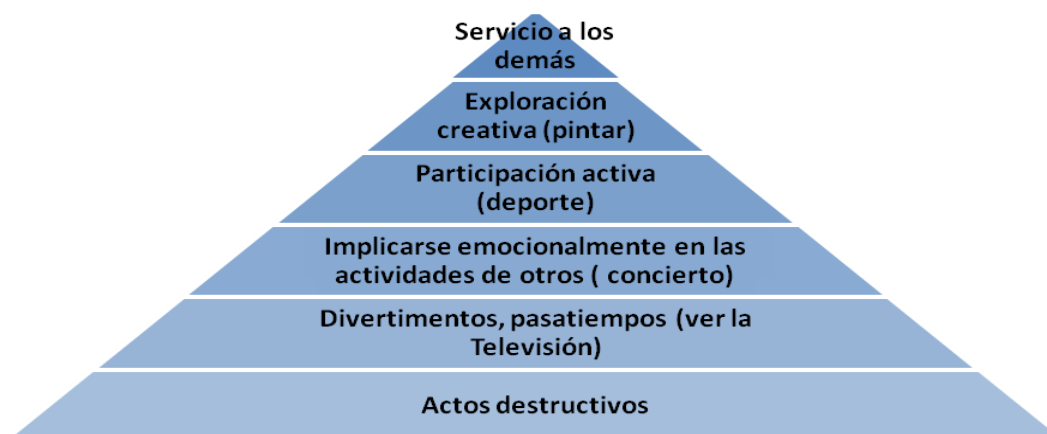 Servicio a los
demás
Exploración
creativa (pintar)
Participación activa
(deporte)
Implicarse emocionalmente en las
actividades de otros ( concierto)
Divertimentos, pasatiempos (ver la
Televisión)
Actos destructivos